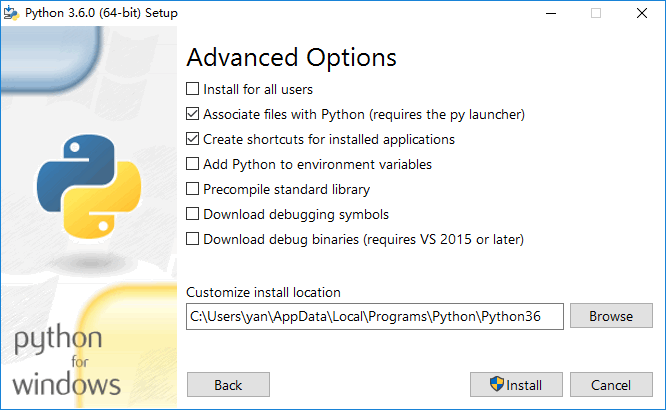 Python 3.6.0 (64-bit) Setup
Advanced Options
Install for all users
Associate files with Python (requires the py launcher)
Create shortcuts for installed applications
Add Python to environment variables
Precompile standard library
Download debugging symbols
Download debug binaries (requires VS 2015 or later)
Customize install location
C:\Users\yan\AppData\Local\Programs\Python\Python36
Browse
python
for
windows
Back
Install
Cancel